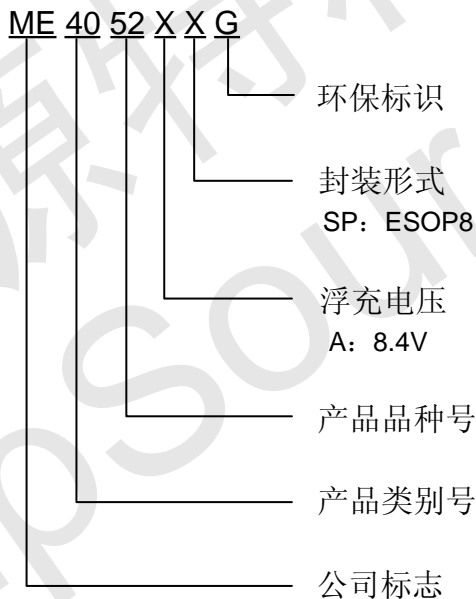 ME 40 52 X X G
环保标识
封装形式
SP：ESOP8
浮充电压
A：8.4V
产品品种号
产品类别号
公司标志